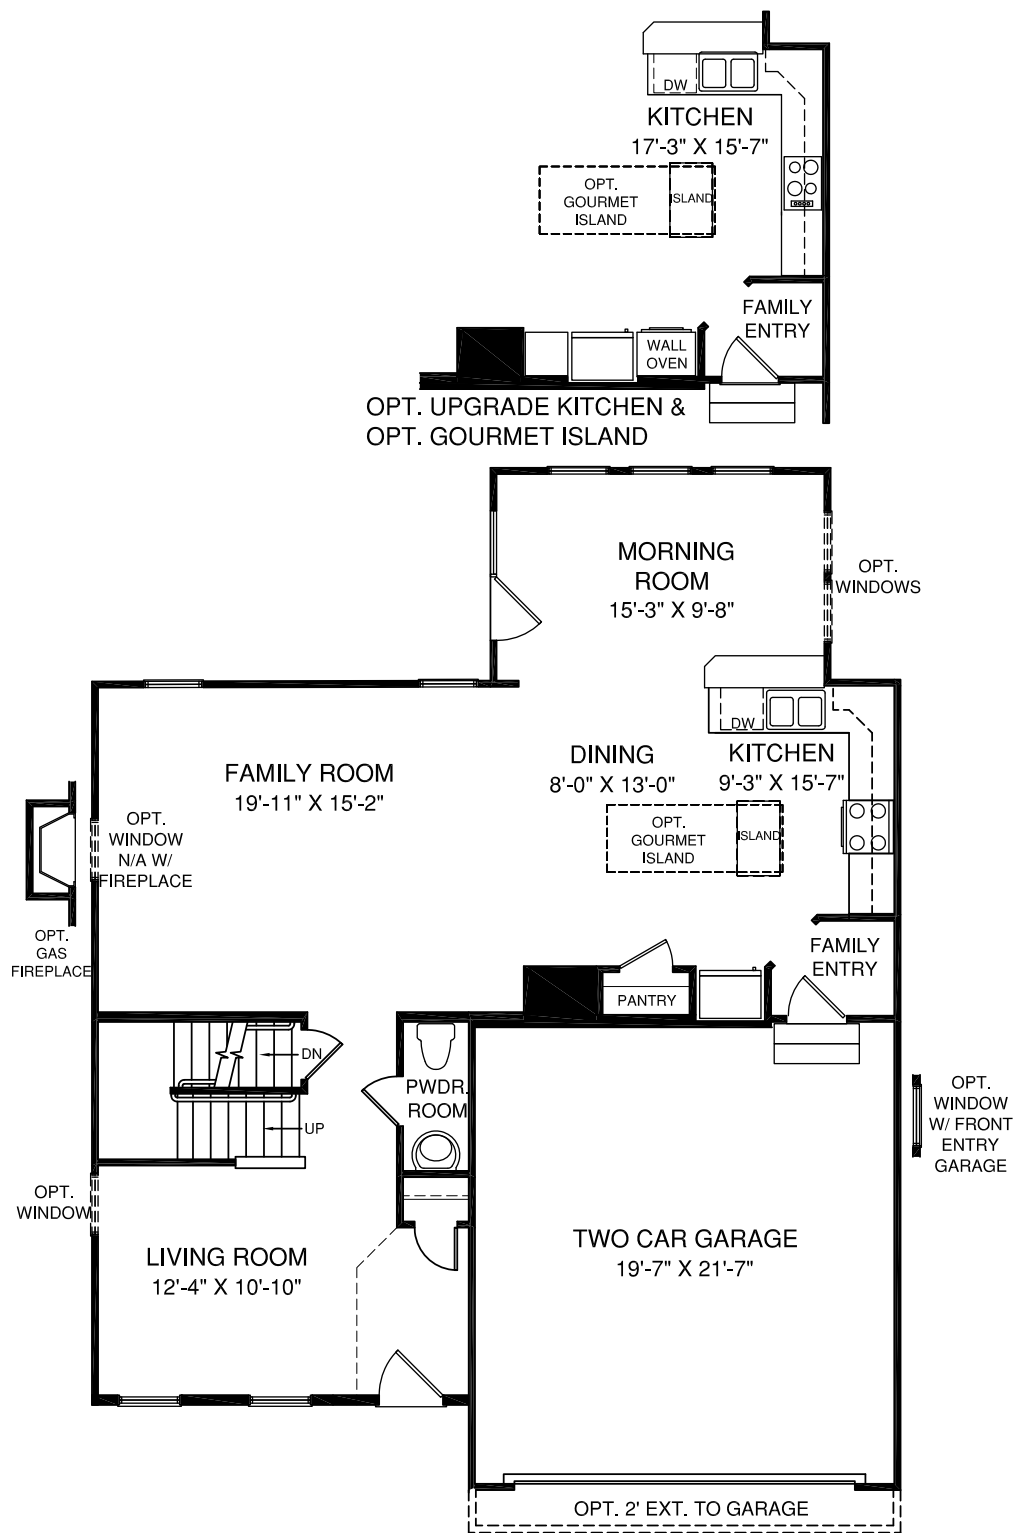 DW
KITCHEN
17'-3" X 15'-7"
OPT.
GOURMET
ISLAND
ISLAND
FAMILY
ENTRY
WALL
OVEN
OPT. UPGRADE KITCHEN &
OPT. GOURMET ISLAND
MORNING
ROOM
15'-3" X 9'-8"
OPT.
WINDOWS
DW
DINING
8'-0" X 13'-0"
KITCHEN
9'-3" X 15'-7"
FAMILY ROOM
19'-11" X 15'-2"
OPT.
WINDOW
N/A W/
FIREPLACE
OPT.
GOURMET
ISLAND
ISLAND
OPT.
GAS
FIREPLACE
FAMILY
ENTRY
PANTRY
DN
UP
PWDR.
ROOM
OPT.
WINDOW
W/ FRONT
ENTRY
GARAGE
OPT.
WINDOW
LIVING ROOM
12'-4" X 10'-10"
TWO CAR GARAGE
19'-7" X 21'-7"
OPT. 2' EXT. TO GARAGE